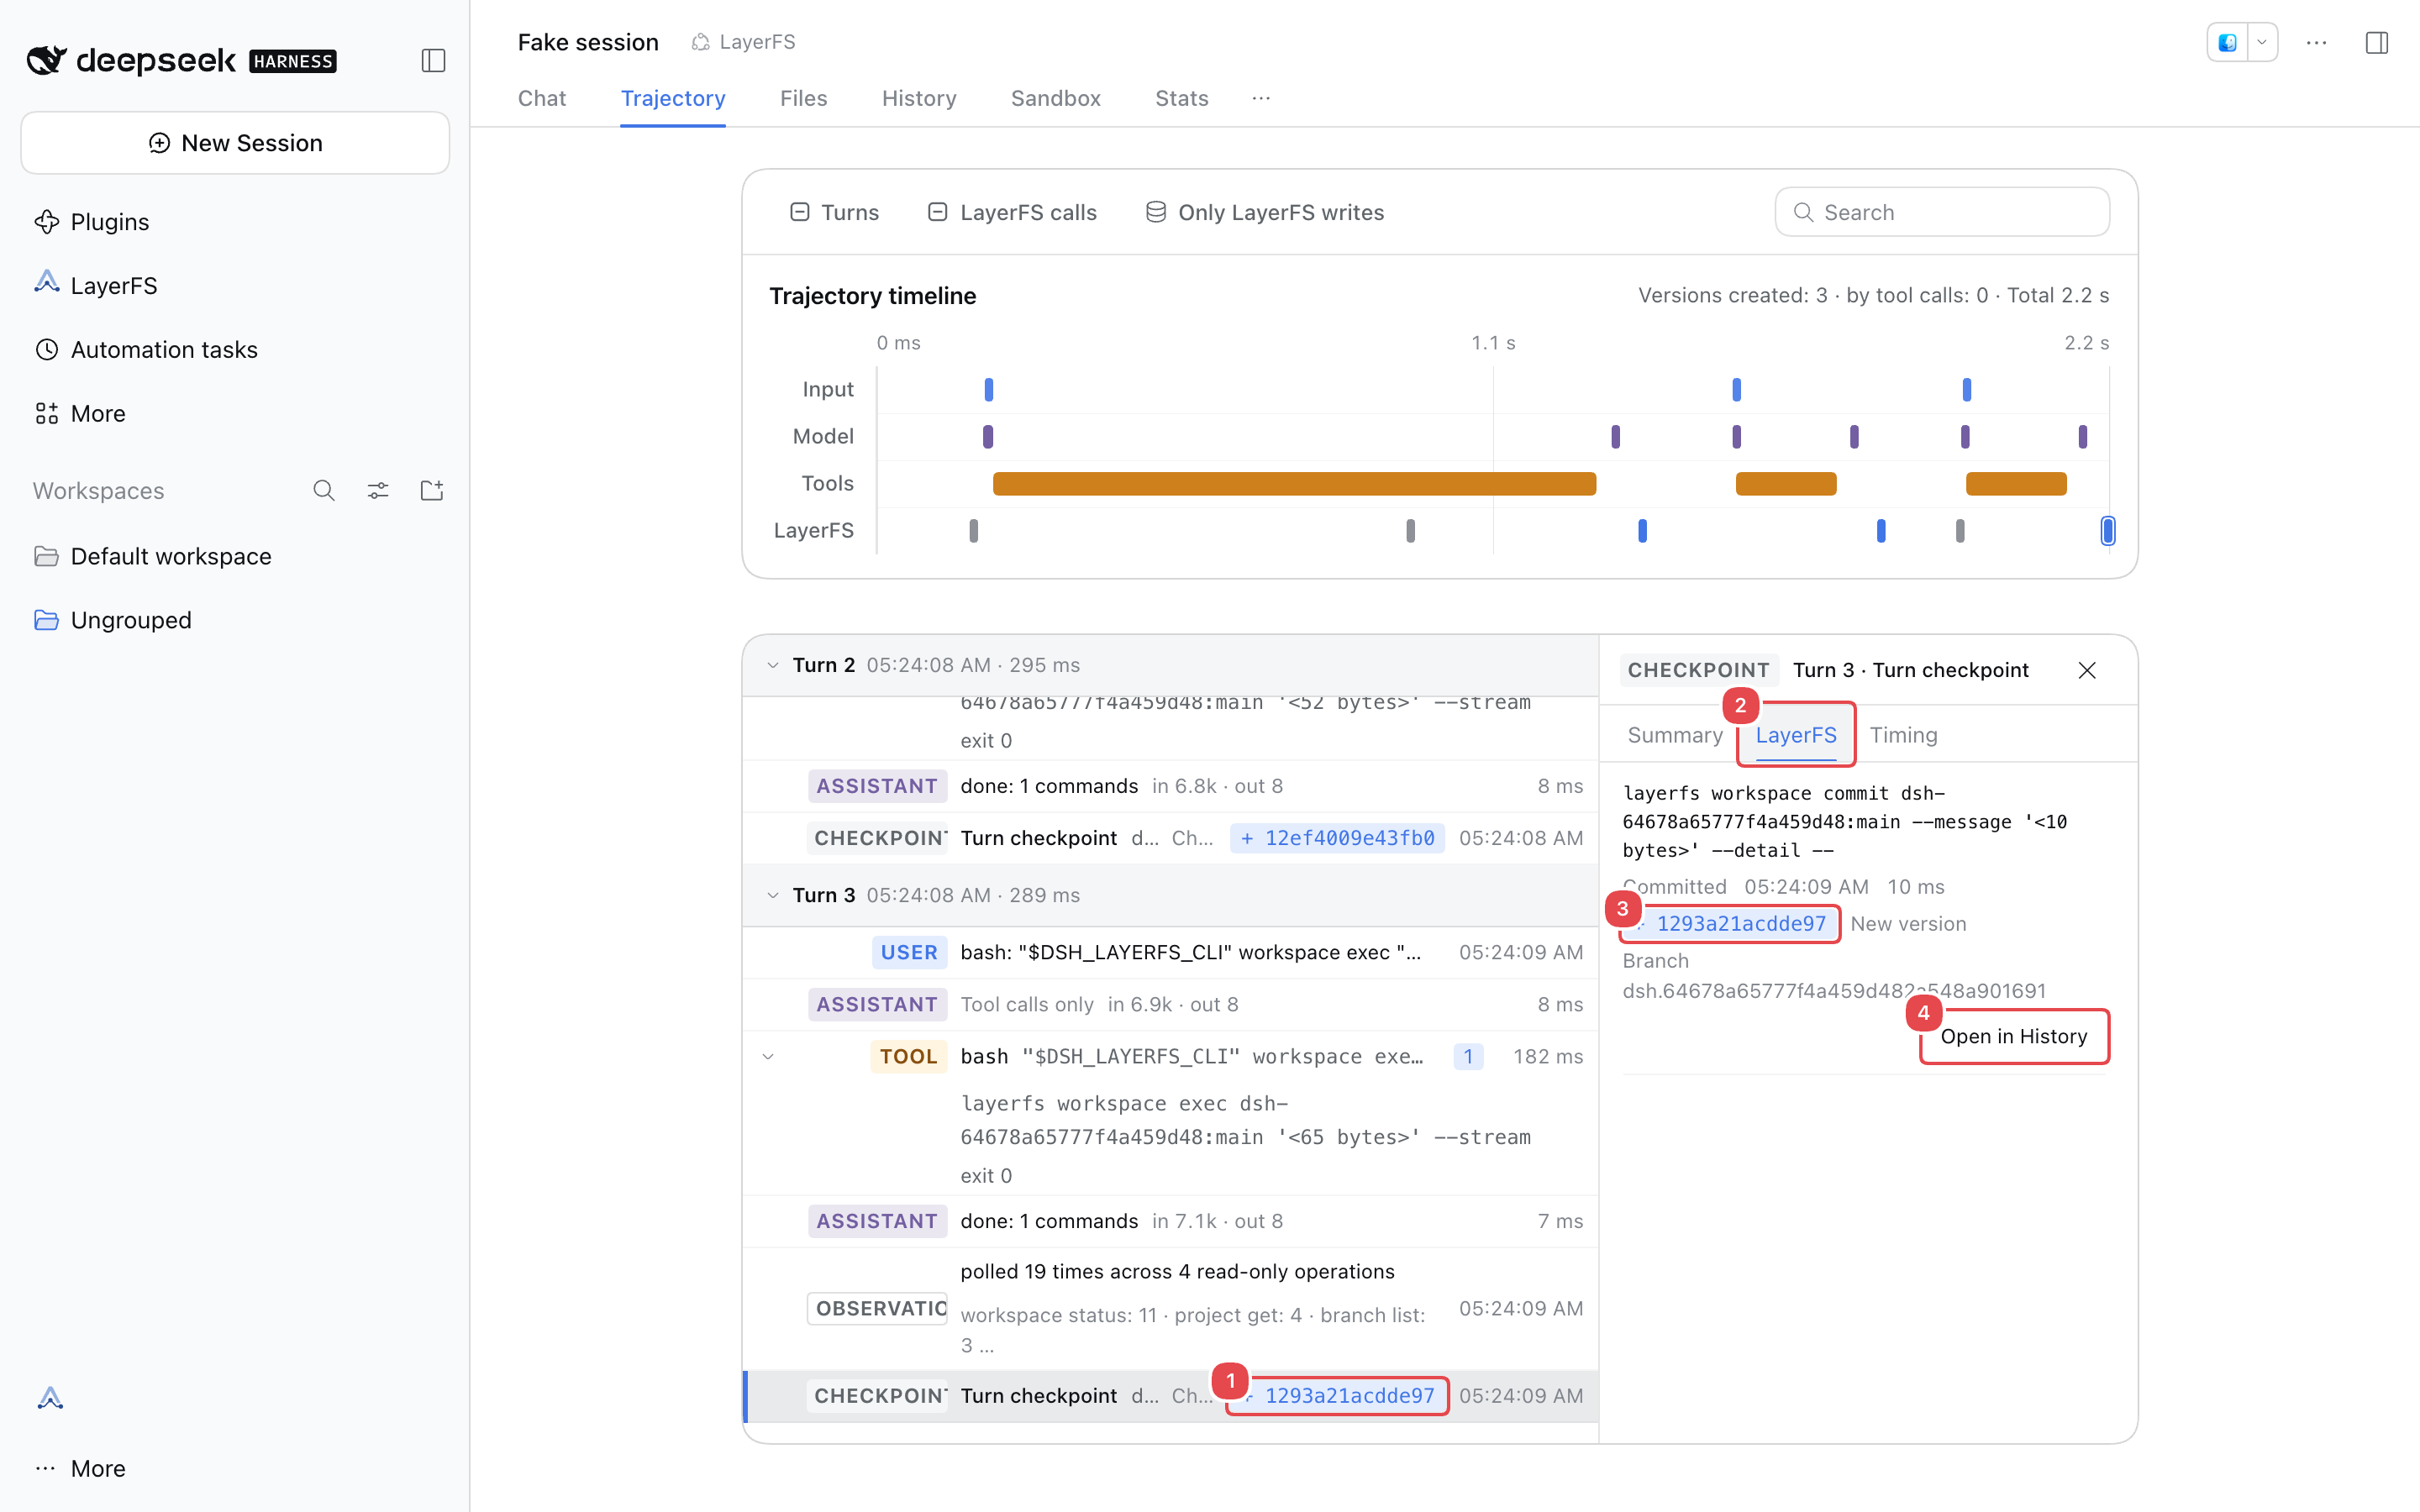 deepseek HARNESS
New Session
Plugins
LayerFS
Automation tasks
More
Workspaces
Default workspace
Ungrouped
More
Fake session LayerFS
Chat Trajectory Files History Sandbox Stats ...
Turns LayerFS calls Only LayerFS writes Search
Trajectory timeline Versions created: 3 · by tool calls: 0 · Total 2.2 s
0 ms 1.1 s 2.2 s
Input
Model
Tools
LayerFS
Turn 2 05:24:08 AM · 295 ms
64678a65777f4a459d48:main '<52 bytes>' --stream
exit 0
ASSISTANT done: 1 commands in 6.8k · out 8 8 ms
CHECKPOINT Turn checkpoint d... Ch... + 12ef4009e43fb0 05:24:08 AM
Turn 3 05:24:08 AM · 289 ms
USER bash: "$DSH_LAYERFS_CLI" workspace exec "... 05:24:09 AM
ASSISTANT Tool calls only in 6.9k · out 8 8 ms
TOOL bash "$DSH_LAYERFS_CLI" workspace exe... 1 182 ms
layerfs workspace exec dsh-
64678a65777f4a459d48:main '<65 bytes>' --stream
exit 0
ASSISTANT done: 1 commands in 7.1k · out 8 7 ms
polled 19 times across 4 read-only operations
OBSERVATIO 05:24:09 AM
workspace status: 11 · project get: 4 · branch list:
3 ...
CHECKPOINT Turn checkpoint d... Ch... 1 1293a21acdde97 05:24:09 AM
CHECKPOINT Turn 3 · Turn checkpoint
2
Summary LayerFS Timing
layerfs workspace commit dsh-
64678a65777f4a459d48:main --message '<10
bytes>' --detail --
Committed 05:24:09 AM 10 ms
3 1293a21acdde97 New version
Branch
dsh.64678a65777f4a459d482a548a901691
4 Open in History